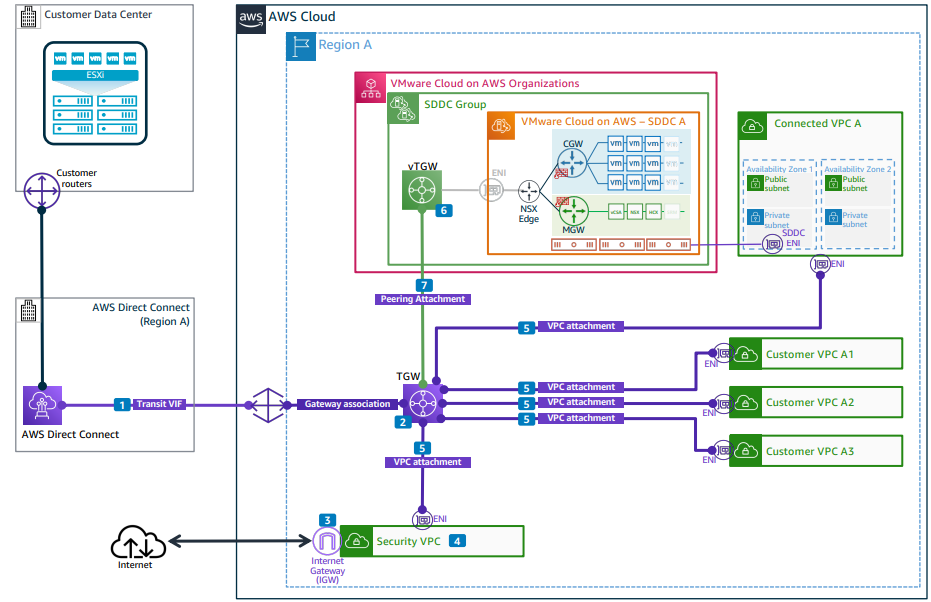 Customer Data Center
vm vm vm vm vm
ESXi
Customer
routers
AWS Direct Connect
(Region A)
AWS Direct Connect
1
Transit VIF
Internet
aws
AWS Cloud
Region A
VMware Cloud on AWS Organizations
SDDC Group
VMware Cloud on AWS – SDDC A
vTGW
6
ENI
NSX
Edge
CGW
vm vm vm vm
vm vm vm vm
vm vm vm vm
MGW
vCSA NSX HCX
Connected VPC A
Availability Zone 1
Public
subnet
Private
subnet
SDDC
ENI
Availability Zone 2
Public
subnet
Private
subnet
ENI
7
Peering Attachment
5
VPC attachment
TGW
Gateway association
2
5
VPC attachment
5
VPC attachment
5
VPC attachment
ENI
Customer VPC A1
ENI
Customer VPC A2
ENI
Customer VPC A3
5
VPC attachment
ENI
3
Security VPC
4
Internet
Gateway
(IGW)